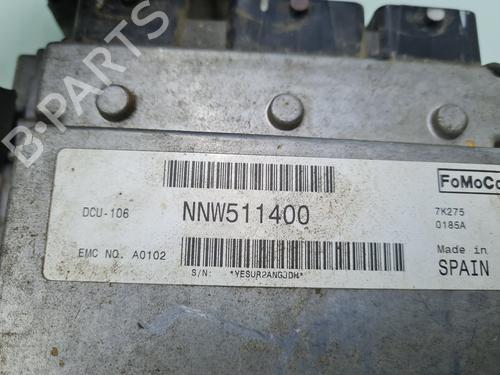 B-PARTS
FoMoCo
DCU-106
NNW511400
7K275
0185A
EMC NO. A0102
Made in
SPAIN
S/N: *YESUR2ANGJDH*